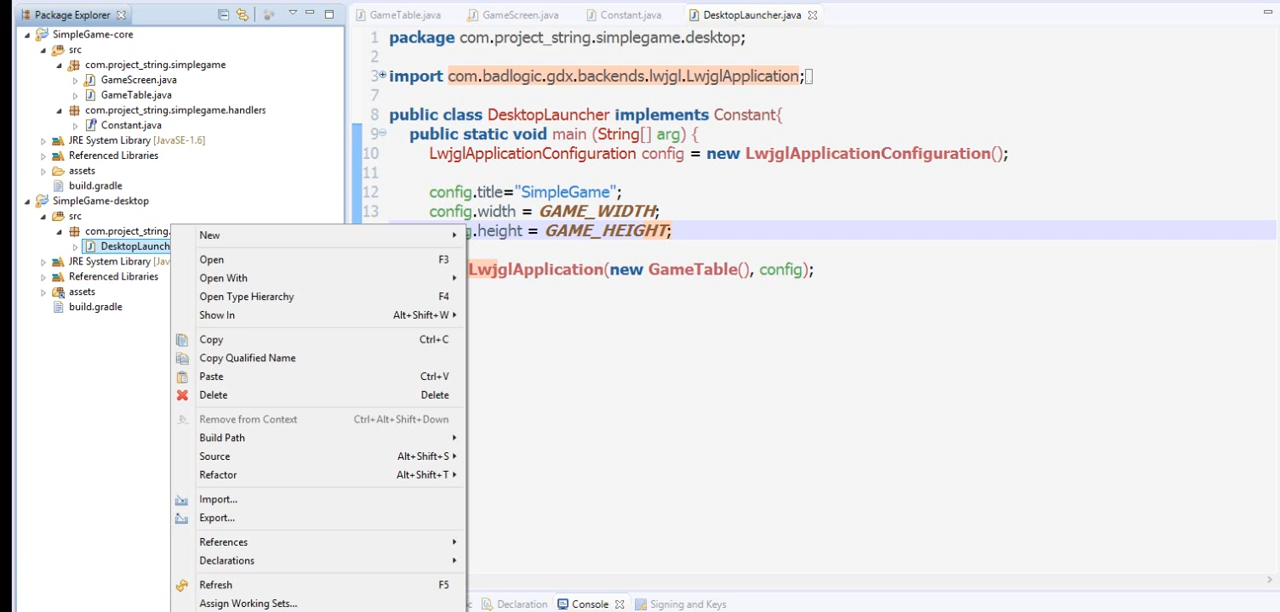 Package Explorer
SimpleGame-core
src
com.project_string.simplegame
GameScreen.java
GameTable.java
com.project_string.simplegame.handlers
Constant.java
JRE System Library [JavaSE-1.6]
Referenced Libraries
assets
build.gradle
SimpleGame-desktop
src
com.project_string.
DesktopLaunch
JRE System Library [Jav
Referenced Libraries
assets
build.gradle
New
Open F3
Open With
Open Type Hierarchy F4
Show In Alt+Shift+W
Copy Ctrl+C
Copy Qualified Name
Paste Ctrl+V
Delete Delete
Remove from Context Ctrl+Alt+Shift+Down
Build Path
Source Alt+Shift+S
Refactor Alt+Shift+T
Import...
Export...
References
Declarations
Refresh F5
Assign Working Sets...
GameTable.java GameScreen.java Constant.java DesktopLauncher.java
1 package com.project_string.simplegame.desktop;
2
3 import com.badlogic.gdx.backends.lwjgl.LwjglApplication;
7
8 public class DesktopLauncher implements Constant{
9 public static void main (String[] arg) {
10 LwjglApplicationConfiguration config = new LwjglApplicationConfiguration();
11
12 config.title="SimpleGame";
13 config.width = GAME_WIDTH;
g.height = GAME_HEIGHT;
LwjglApplication(new GameTable(), config);
Declaration Console Signing and Keys